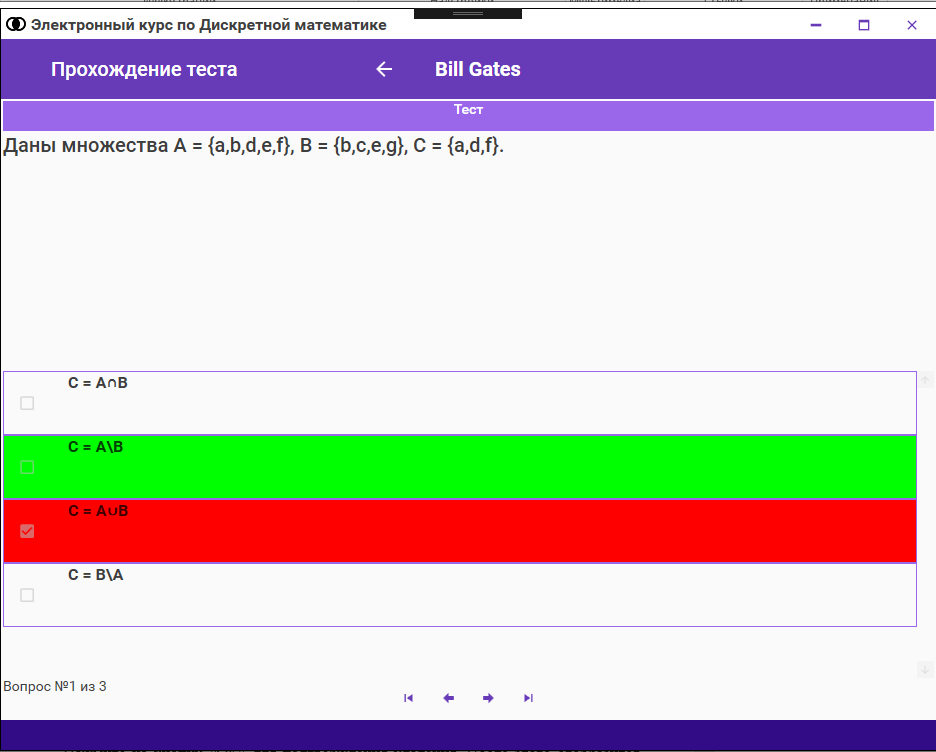 Электронный курс по Дискретной математике
Прохождение теста
Bill Gates
Тест
Даны множества A = {a,b,d,e,f}, B = {b,c,e,g}, C = {a,d,f}.
C = A∩B
C = A\B
C = A∪B
C = B\A
Вопрос №1 из 3